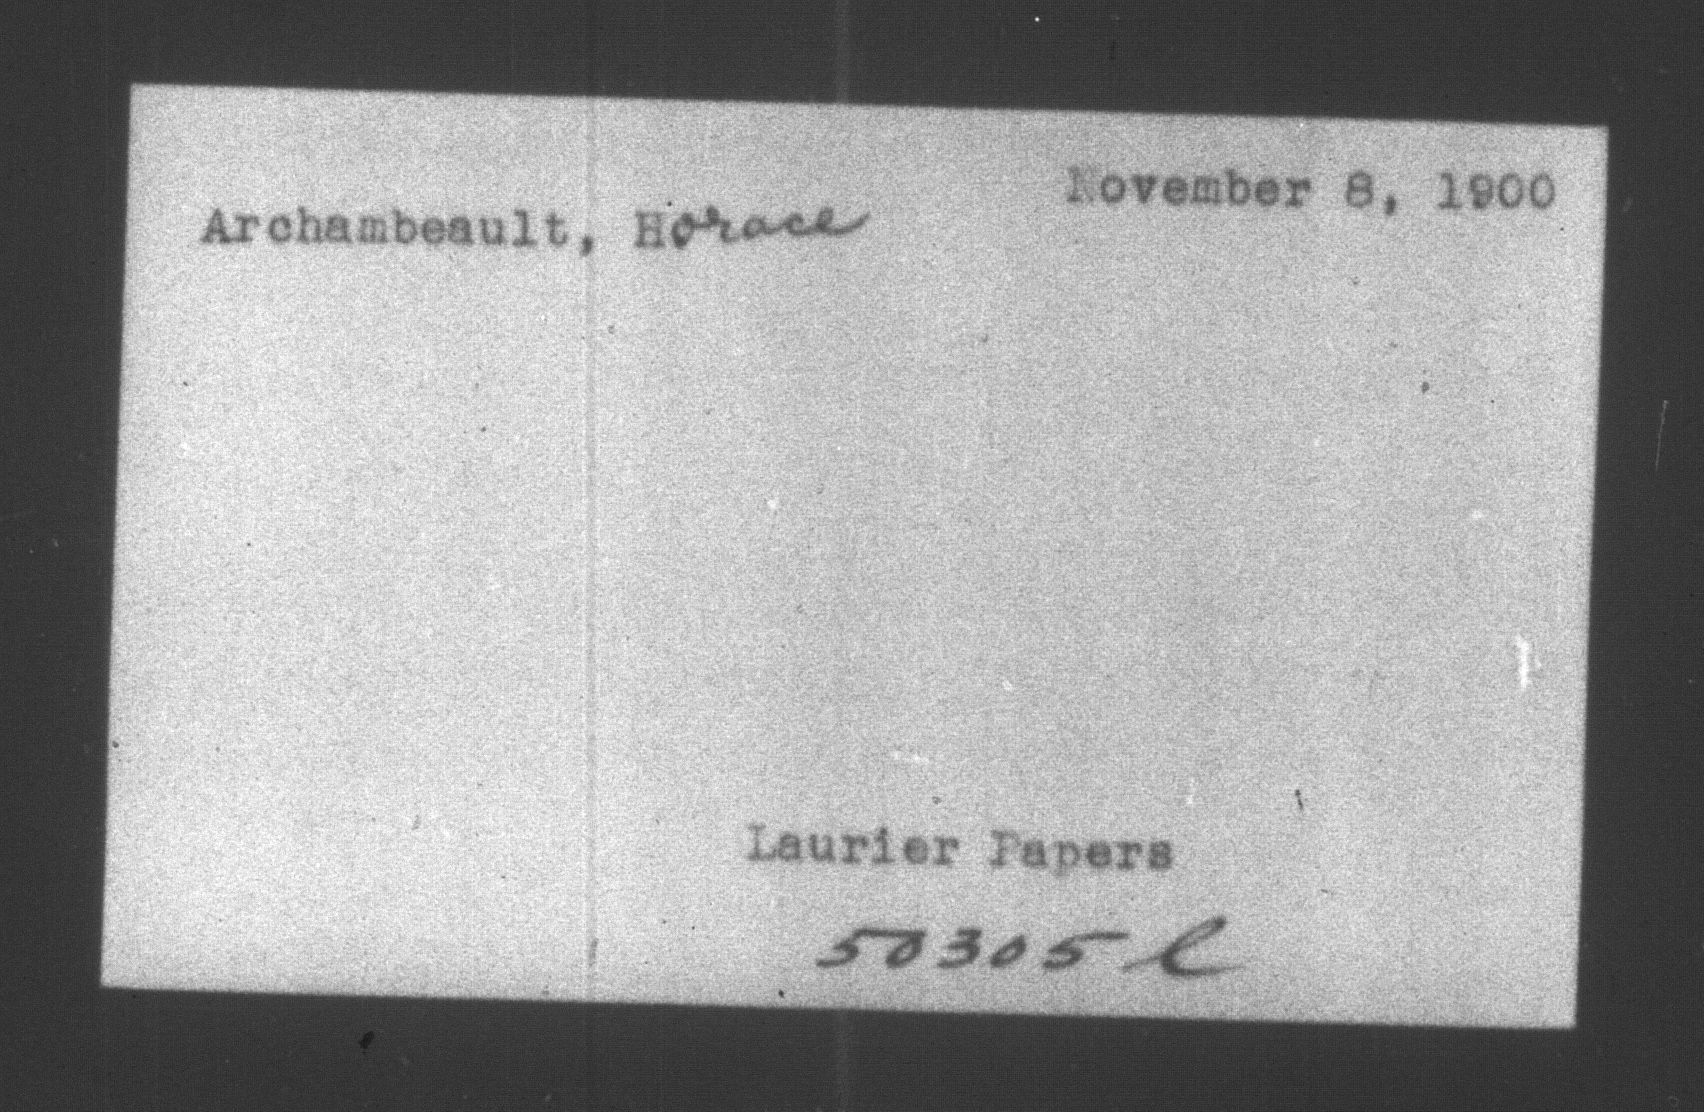 November 8, 1900
Archambeault, Horace
Laurier Papers
50305 l